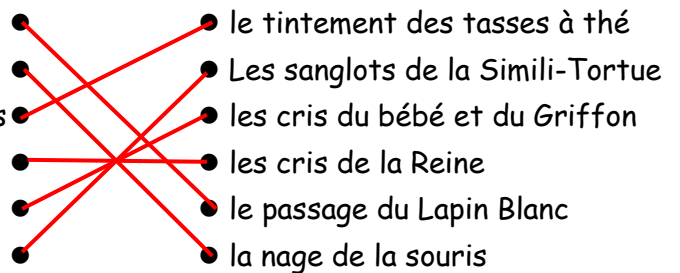 le tintement des tasses à thé
Les sanglots de la Simili-Tortue
s les cris du bébé et du Griffon
les cris de la Reine
le passage du Lapin Blanc
la nage de la souris